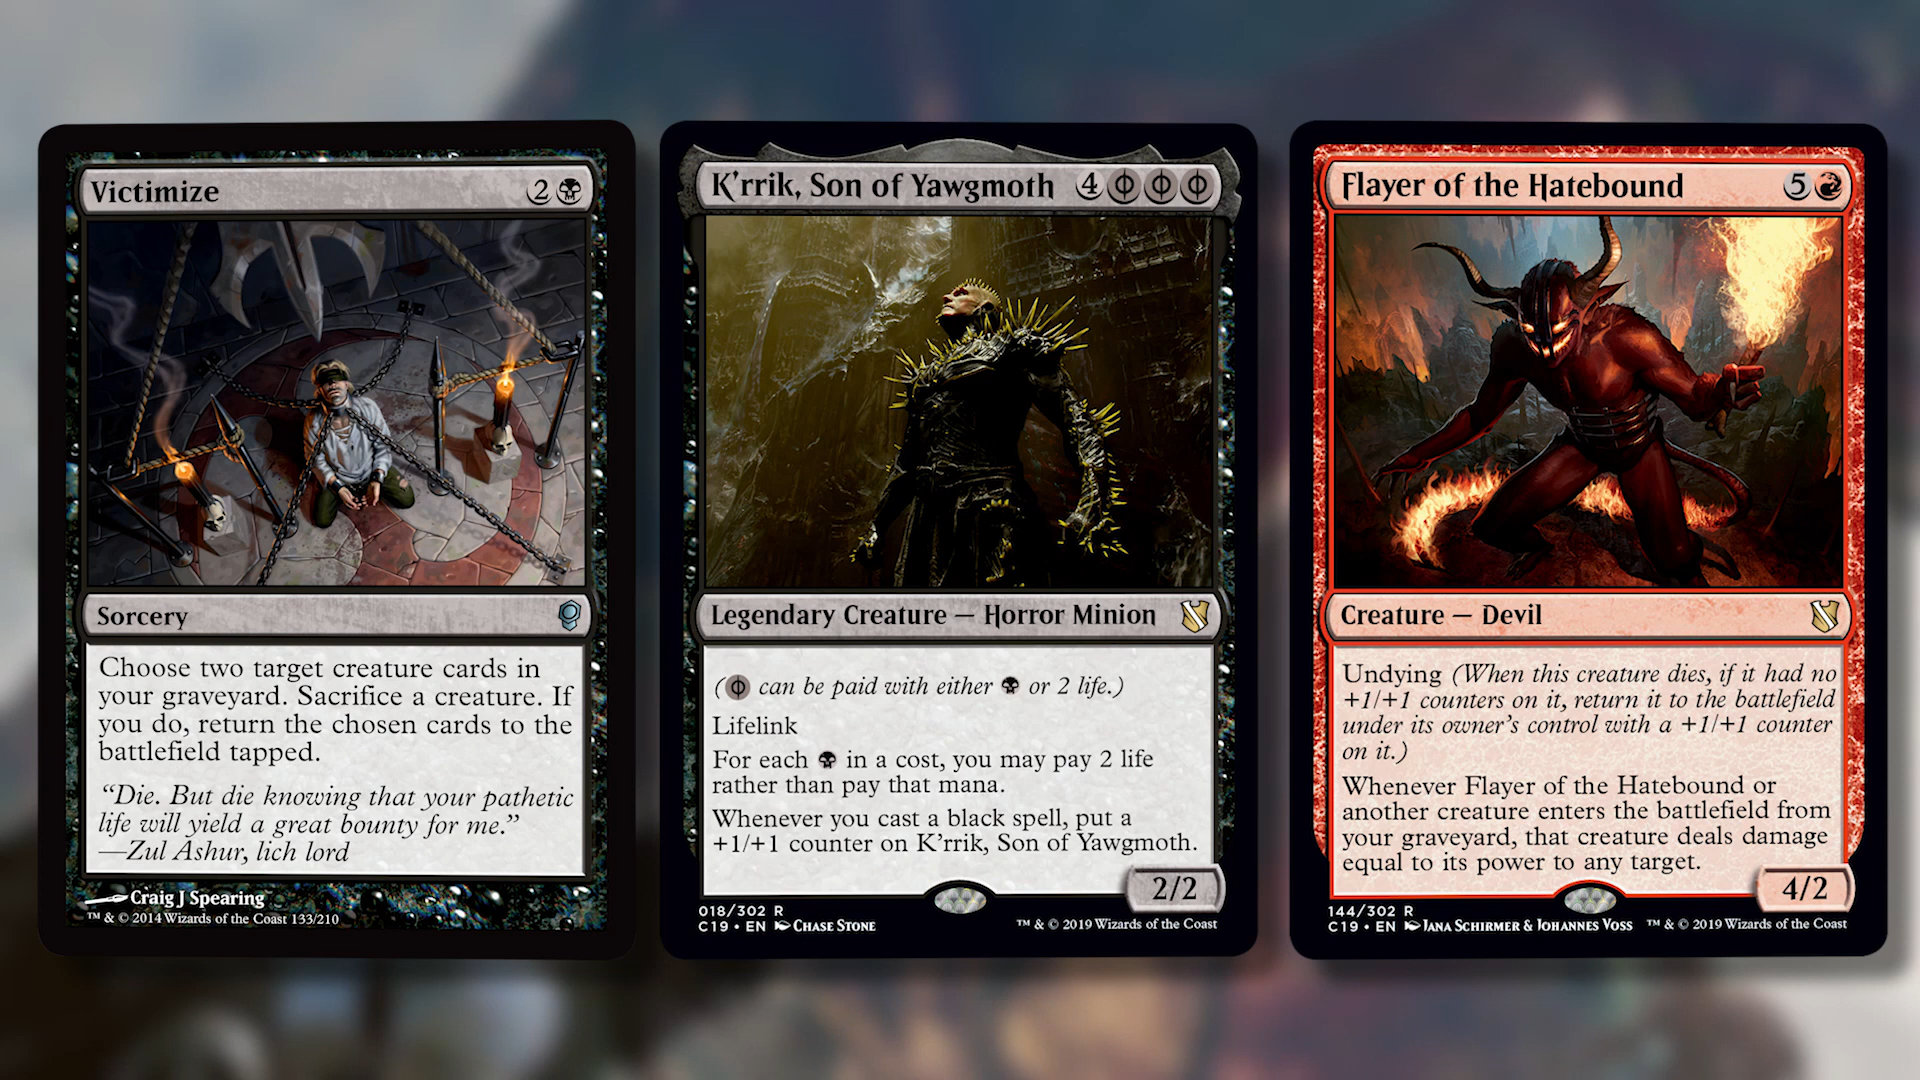 Victimize 2
Sorcery
Choose two target creature cards in
your graveyard. Sacrifice a creature. If
you do, return the chosen cards to the
battlefield tapped.
“Die. But die knowing that your pathetic
life will yield a great bounty for me.”
—Zul Ashur, lich lord
Craig J Spearing
™ & © 2014 Wizards of the Coast 133/210
K'rrik, Son of Yawgmoth 4
Legendary Creature — Horror Minion
( can be paid with either or 2 life.)
Lifelink
For each in a cost, you may pay 2 life
rather than pay that mana.
Whenever you cast a black spell, put a
+1/+1 counter on K'rrik, Son of Yawgmoth.
2/2
018/302 R
C19 • EN Chase Stone ™ & © 2019 Wizards of the Coast
Flayer of the Hatebound 5
Creature — Devil
Undying (When this creature dies, if it had no
+1/+1 counters on it, return it to the battlefield
under its owner's control with a +1/+1 counter
on it.)
Whenever Flayer of the Hatebound or
another creature enters the battlefield from
your graveyard, that creature deals damage
equal to its power to any target.
4/2
144/302 R
C19 • EN Jana Schirmer & Johannes Voss ™ & © 2019 Wizards of the Coast